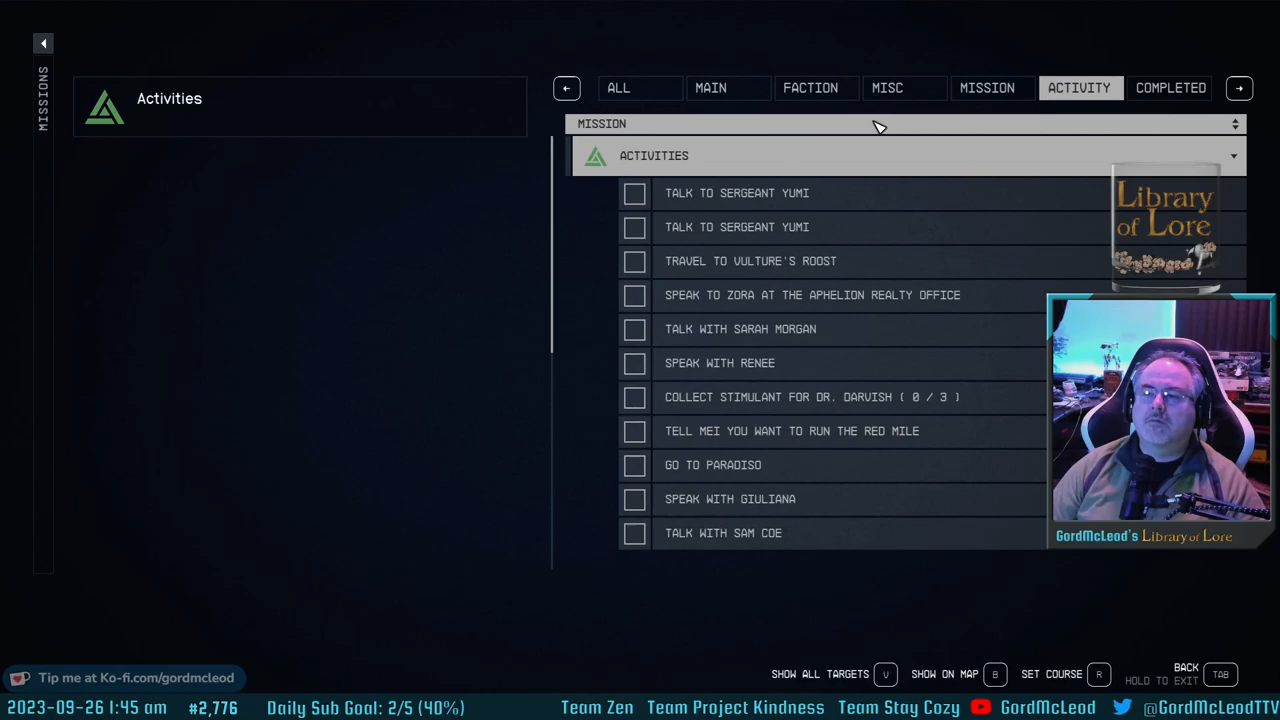 MISSIONS
Activities
ALL
MAIN
FACTION
MISC
MISSION
ACTIVITY
COMPLETED
MISSION
ACTIVITIES
TALK TO SERGEANT YUMI
TALK TO SERGEANT YUMI
TRAVEL TO VULTURE'S ROOST
SPEAK TO ZORA AT THE APHELION REALTY OFFICE
TALK WITH SARAH MORGAN
SPEAK WITH RENEE
COLLECT STIMULANT FOR DR. DARVISH ( 0 / 3 )
TELL MEI YOU WANT TO RUN THE RED MILE
GO TO PARADISO
SPEAK WITH GIULIANA
TALK WITH SAM COE
Library
of Lore
GordMcLeod's Library of Lore
SHOW ALL TARGETS V
SHOW ON MAP B
SET COURSE R
BACK
HOLD TO EXIT TAB
Tip me at Ko-fi.com/gordmcleod
2023-09-26 1:45 am #2,776 Daily Sub Goal: 2/5 (40%) Team Zen Team Project Kindness Team Stay Cozy GordMcLeod @GordMcLeodTTV